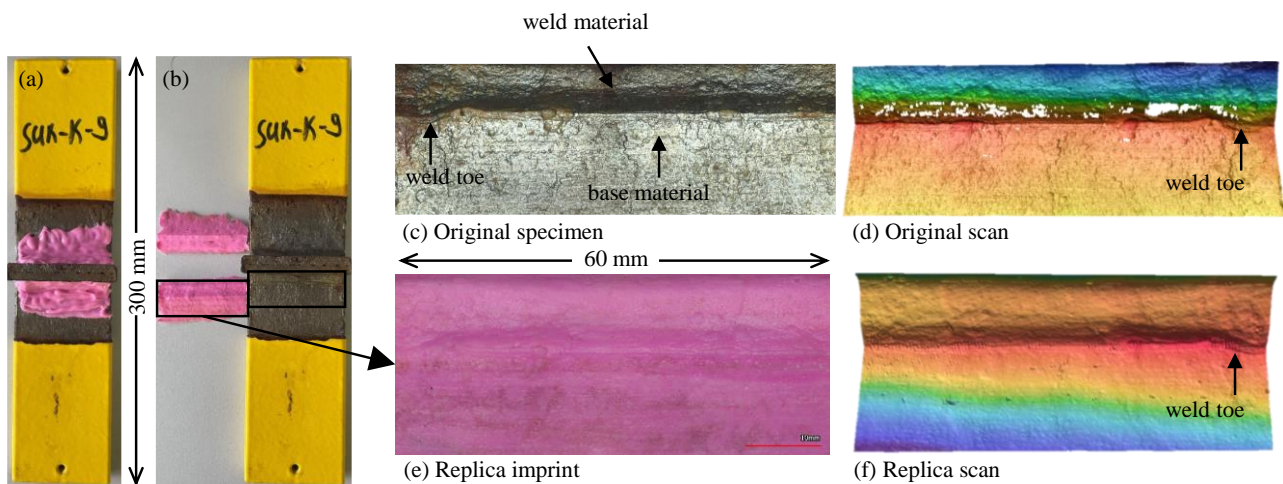 weld material
(a)
(b)
SUK-K-9
SUK-K-9
300 mm
weld toe
base material
weld toe
(c) Original specimen
(d) Original scan
60 mm
10mm
weld toe
(e) Replica imprint
(f) Replica scan